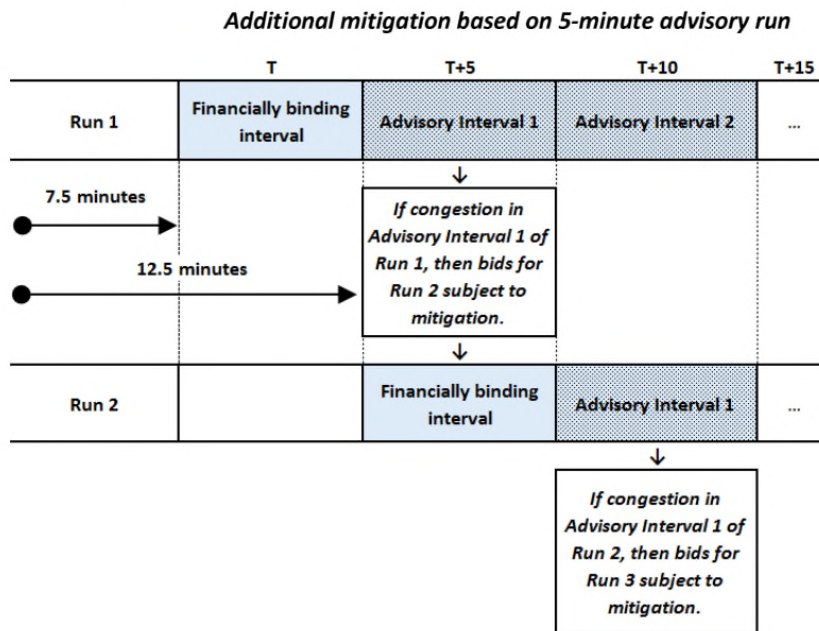 Additional mitigation based on 5-minute advisory run
T T+5 T+10 T+15
Run 1
Financially binding
interval
Advisory Interval 1
Advisory Interval 2
...
7.5 minutes
12.5 minutes
↓
If congestion in
Advisory Interval 1 of
Run 1, then bids for
Run 2 subject to
mitigation.
↓
Run 2
Financially binding
interval
Advisory Interval 1
...
↓
If congestion in
Advisory Interval 1 of
Run 2, then bids for
Run 3 subject to
mitigation.